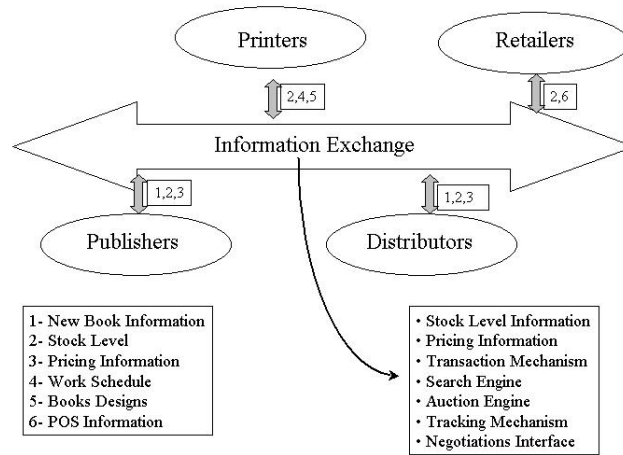 Printers
Retailers
2,4,5
2,6
Information Exchange
1,2,3
1,2,3
Publishers
Distributors
1- New Book Information
2- Stock Level
3- Pricing Information
4- Work Schedule
5- Books Designs
6- POS Information
• Stock Level Information
• Pricing Information
• Transaction Mechanism
• Search Engine
• Auction Engine
• Tracking Mechanism
• Negotiations Interface